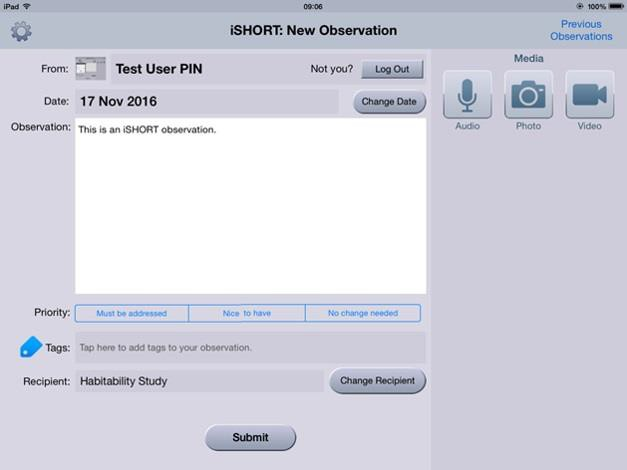 iPad 09:06 100%
iSHORT: New Observation
Previous
Observations
From: Test User PIN Not you? Log Out
Date: 17 Nov 2016 Change Date
Observation: This is an iSHORT observation.
Priority: Must be addressed Nice to have No change needed
Tags: Tap here to add tags to your observation.
Recipient: Habitability Study Change Recipient
Submit
Media
Audio Photo Video